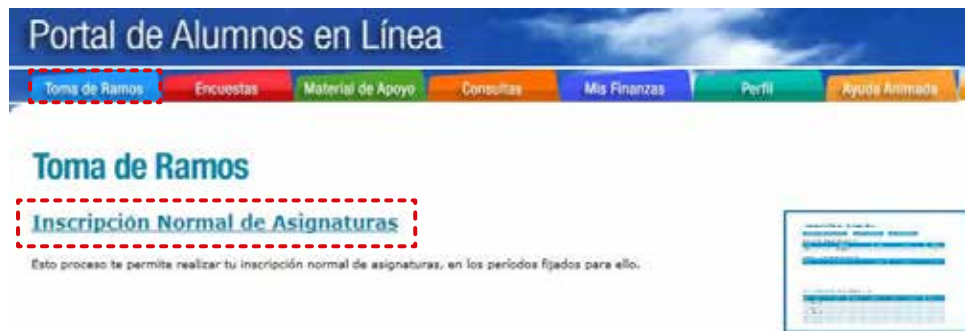 Portal de Alumnos en Línea
Toma de Ramos Encuestas Material de Apoyo Consultas Mis Finanzas Perfil Ayuda Animada
Toma de Ramos
Inscripción Normal de Asignaturas
Esto proceso te permite realizar tu inscripción normal de asignaturas, en los períodos fijados para ello.